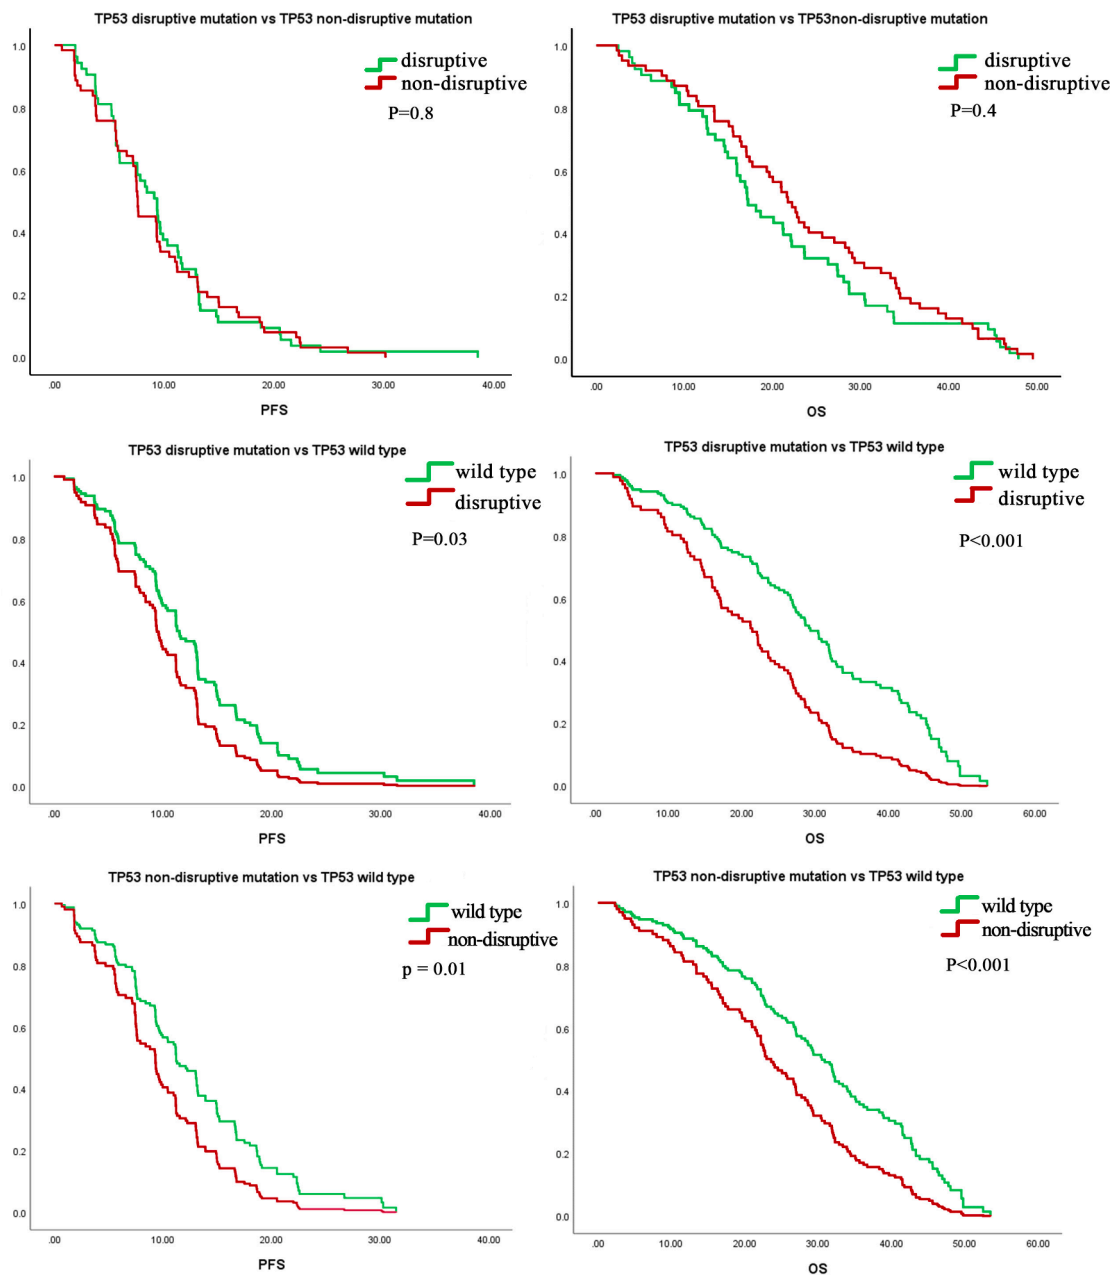 TP53 disruptive mutation vs TP53 non-disruptive mutation
1.0
0.8
0.6
0.4
0.2
0.0
disruptive
non-disruptive
P=0.8
.00 10.00 20.00 30.00 40.00
PFS
TP53 disruptive mutation vs TP53non-disruptive mutation
1.0
0.8
0.6
0.4
0.2
0.0
disruptive
non-disruptive
P=0.4
.00 10.00 20.00 30.00 40.00 50.00
OS
TP53 disruptive mutation vs TP53 wild type
1.0
0.8
0.6
0.4
0.2
0.0
wild type
disruptive
P=0.03
.00 10.00 20.00 30.00 40.00
PFS
TP53 disruptive mutation vs TP53 wild type
1.0
0.8
0.6
0.4
0.2
0.0
wild type
disruptive
P<0.001
.00 10.00 20.00 30.00 40.00 50.00 60.00
OS
TP53 non-disruptive mutation vs TP53 wild type
1.0
0.8
0.6
0.4
0.2
0.0
wild type
non-disruptive
p = 0.01
.00 10.00 20.00 30.00 40.00
PFS
TP53 non-disruptive mutation vs TP53 wild type
1.0
0.8
0.6
0.4
0.2
0.0
wild type
non-disruptive
P<0.001
.00 10.00 20.00 30.00 40.00 50.00 60.00
OS